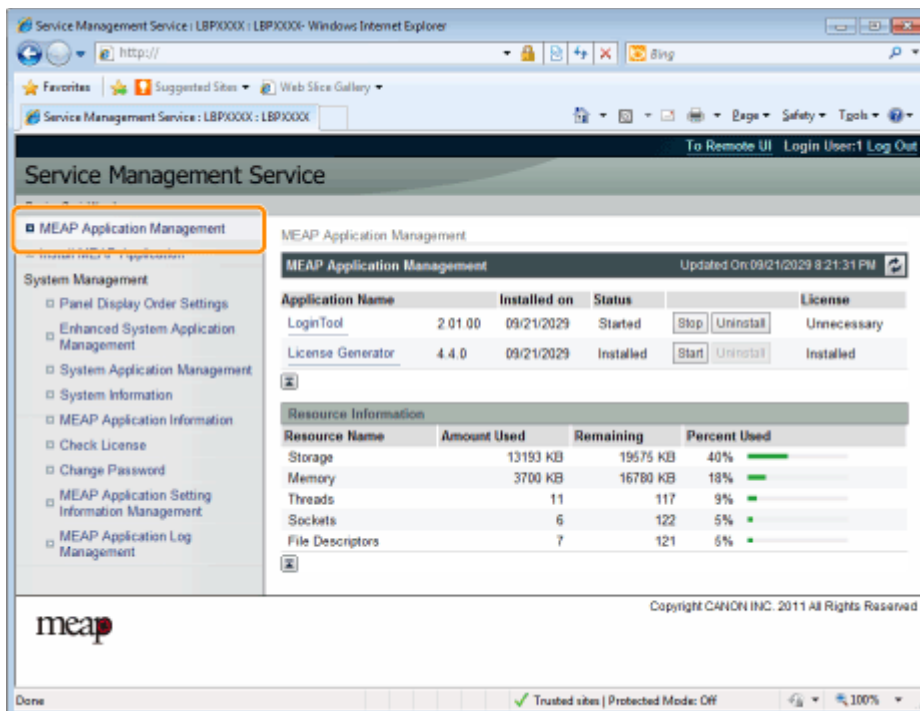 Service Management Service : LBPXXXX : LBPXXXX- Windows Internet Explorer
http://
Bing
Favorites Suggested Sites Web Slice Gallery
Service Management Service : LBPXXXX : LBPXXXX
Page Safety Tools
To Remote UI Login User:1 Log Out
Service Management Service
MEAP Application Management
Install MEAP Application
System Management
Panel Display Order Settings
Enhanced System Application
Management
System Application Management
System Information
MEAP Application Information
Check License
Change Password
MEAP Application Setting
Information Management
MEAP Application Log
Management
MEAP Application Management
MEAP Application Management Updated On:09/21/2029 8:21:31 PM
Application Name Installed on Status License
LoginTool 2.01.00 09/21/2029 Started Stop Uninstall Unnecessary
License Generator 4.4.0 09/21/2029 Installed Start Uninstall Installed
Resource Information
Resource Name Amount Used Remaining Percent Used
Storage 13193 KB 19575 KB 40%
Memory 3700 KB 16780 KB 18%
Threads 11 117 9%
Sockets 6 122 5%
File Descriptors 7 121 5%
Copyright CANON INC. 2011 All Rights Reserved
meap
Done Trusted sites | Protected Mode: Off 100%